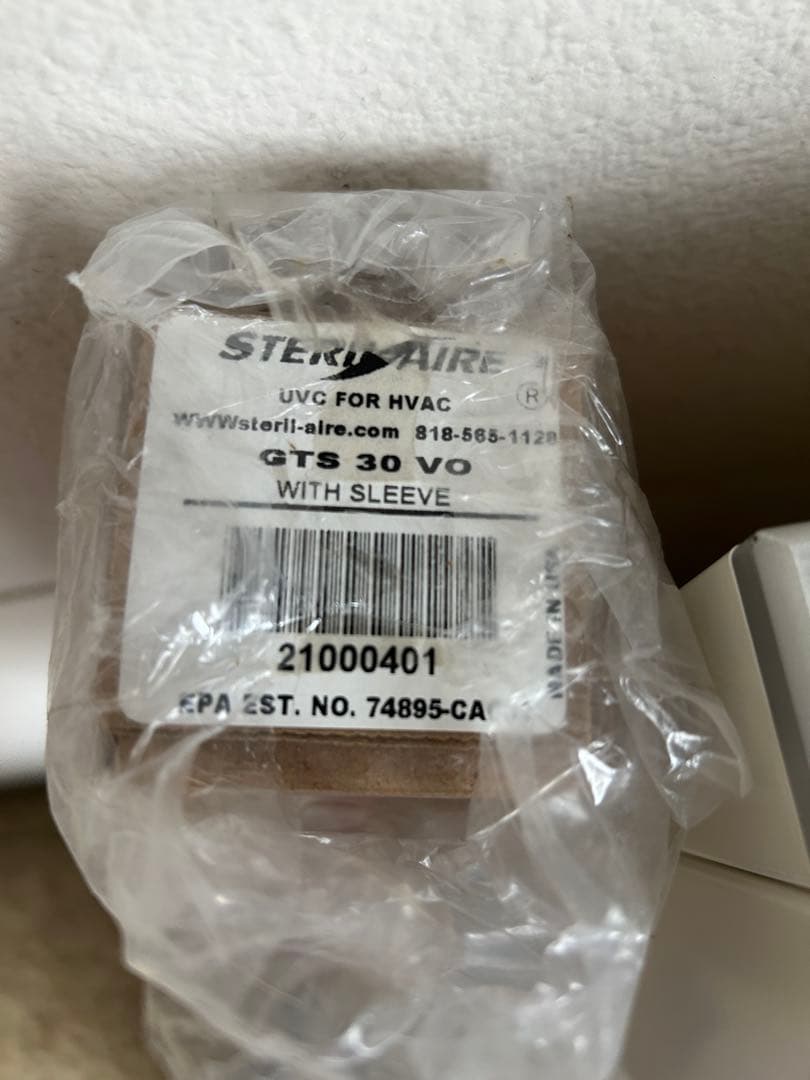 STERIL-AIRE
®
UVC FOR HVAC
WWWsteril-aire.com 818-565-1128
GTS 30 VO
WITH SLEEVE
21000401
EPA EST. NO. 74895-CA
MADE IN USA